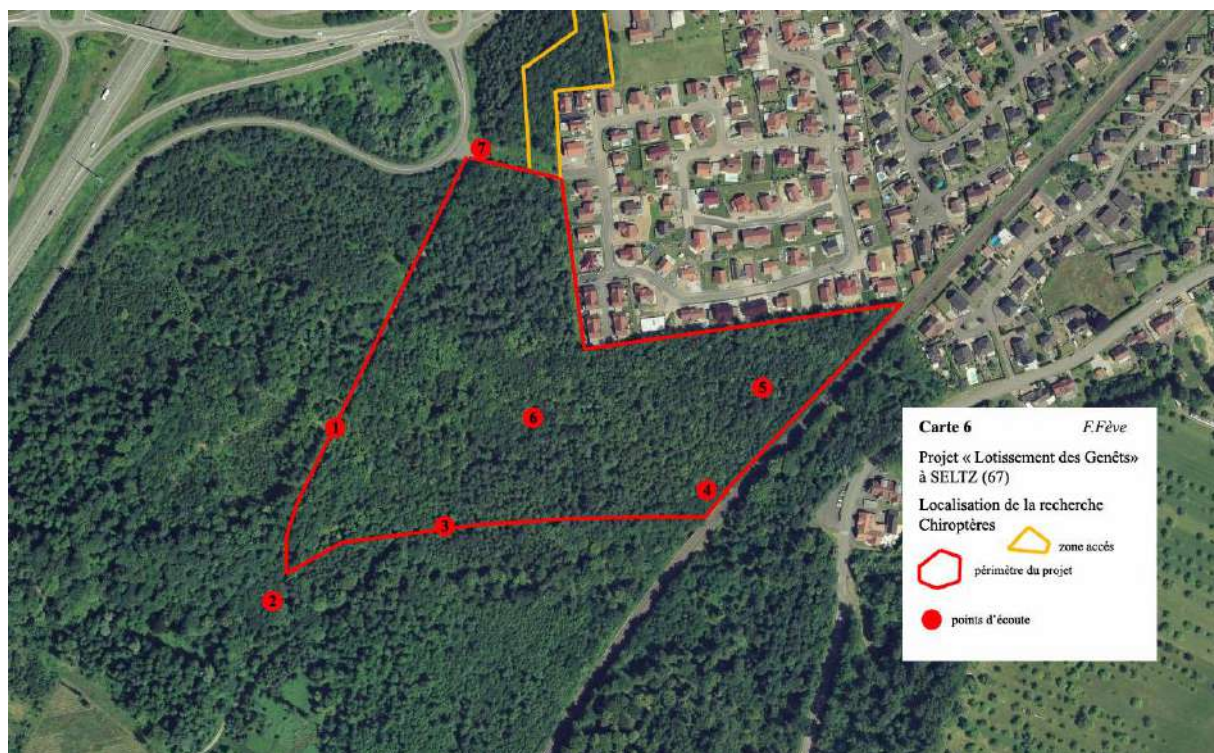 7
1
6
5
4
3
2
Carte 6 F.Fève
Projet « Lotissement des Genêts»
à SELTZ (67)
Localisation de la recherche
Chiroptères
zone accés
périmètre du projet
points d'écoute